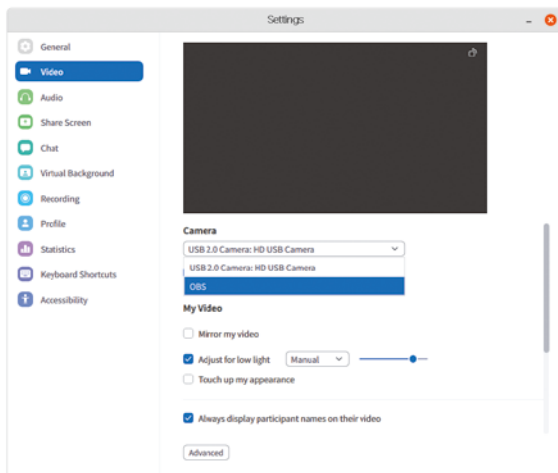 Settings
General
Video
Audio
Share Screen
Chat
Virtual Background
Recording
Profile
Statistics
Keyboard Shortcuts
Accessibility
Camera
USB 2.0 Camera: HD USB Camera
USB 2.0 Camera: HD USB Camera
OBS
My Video
Mirror my video
Adjust for low light Manual
Touch up my appearance
Always display participant names on their video
Advanced